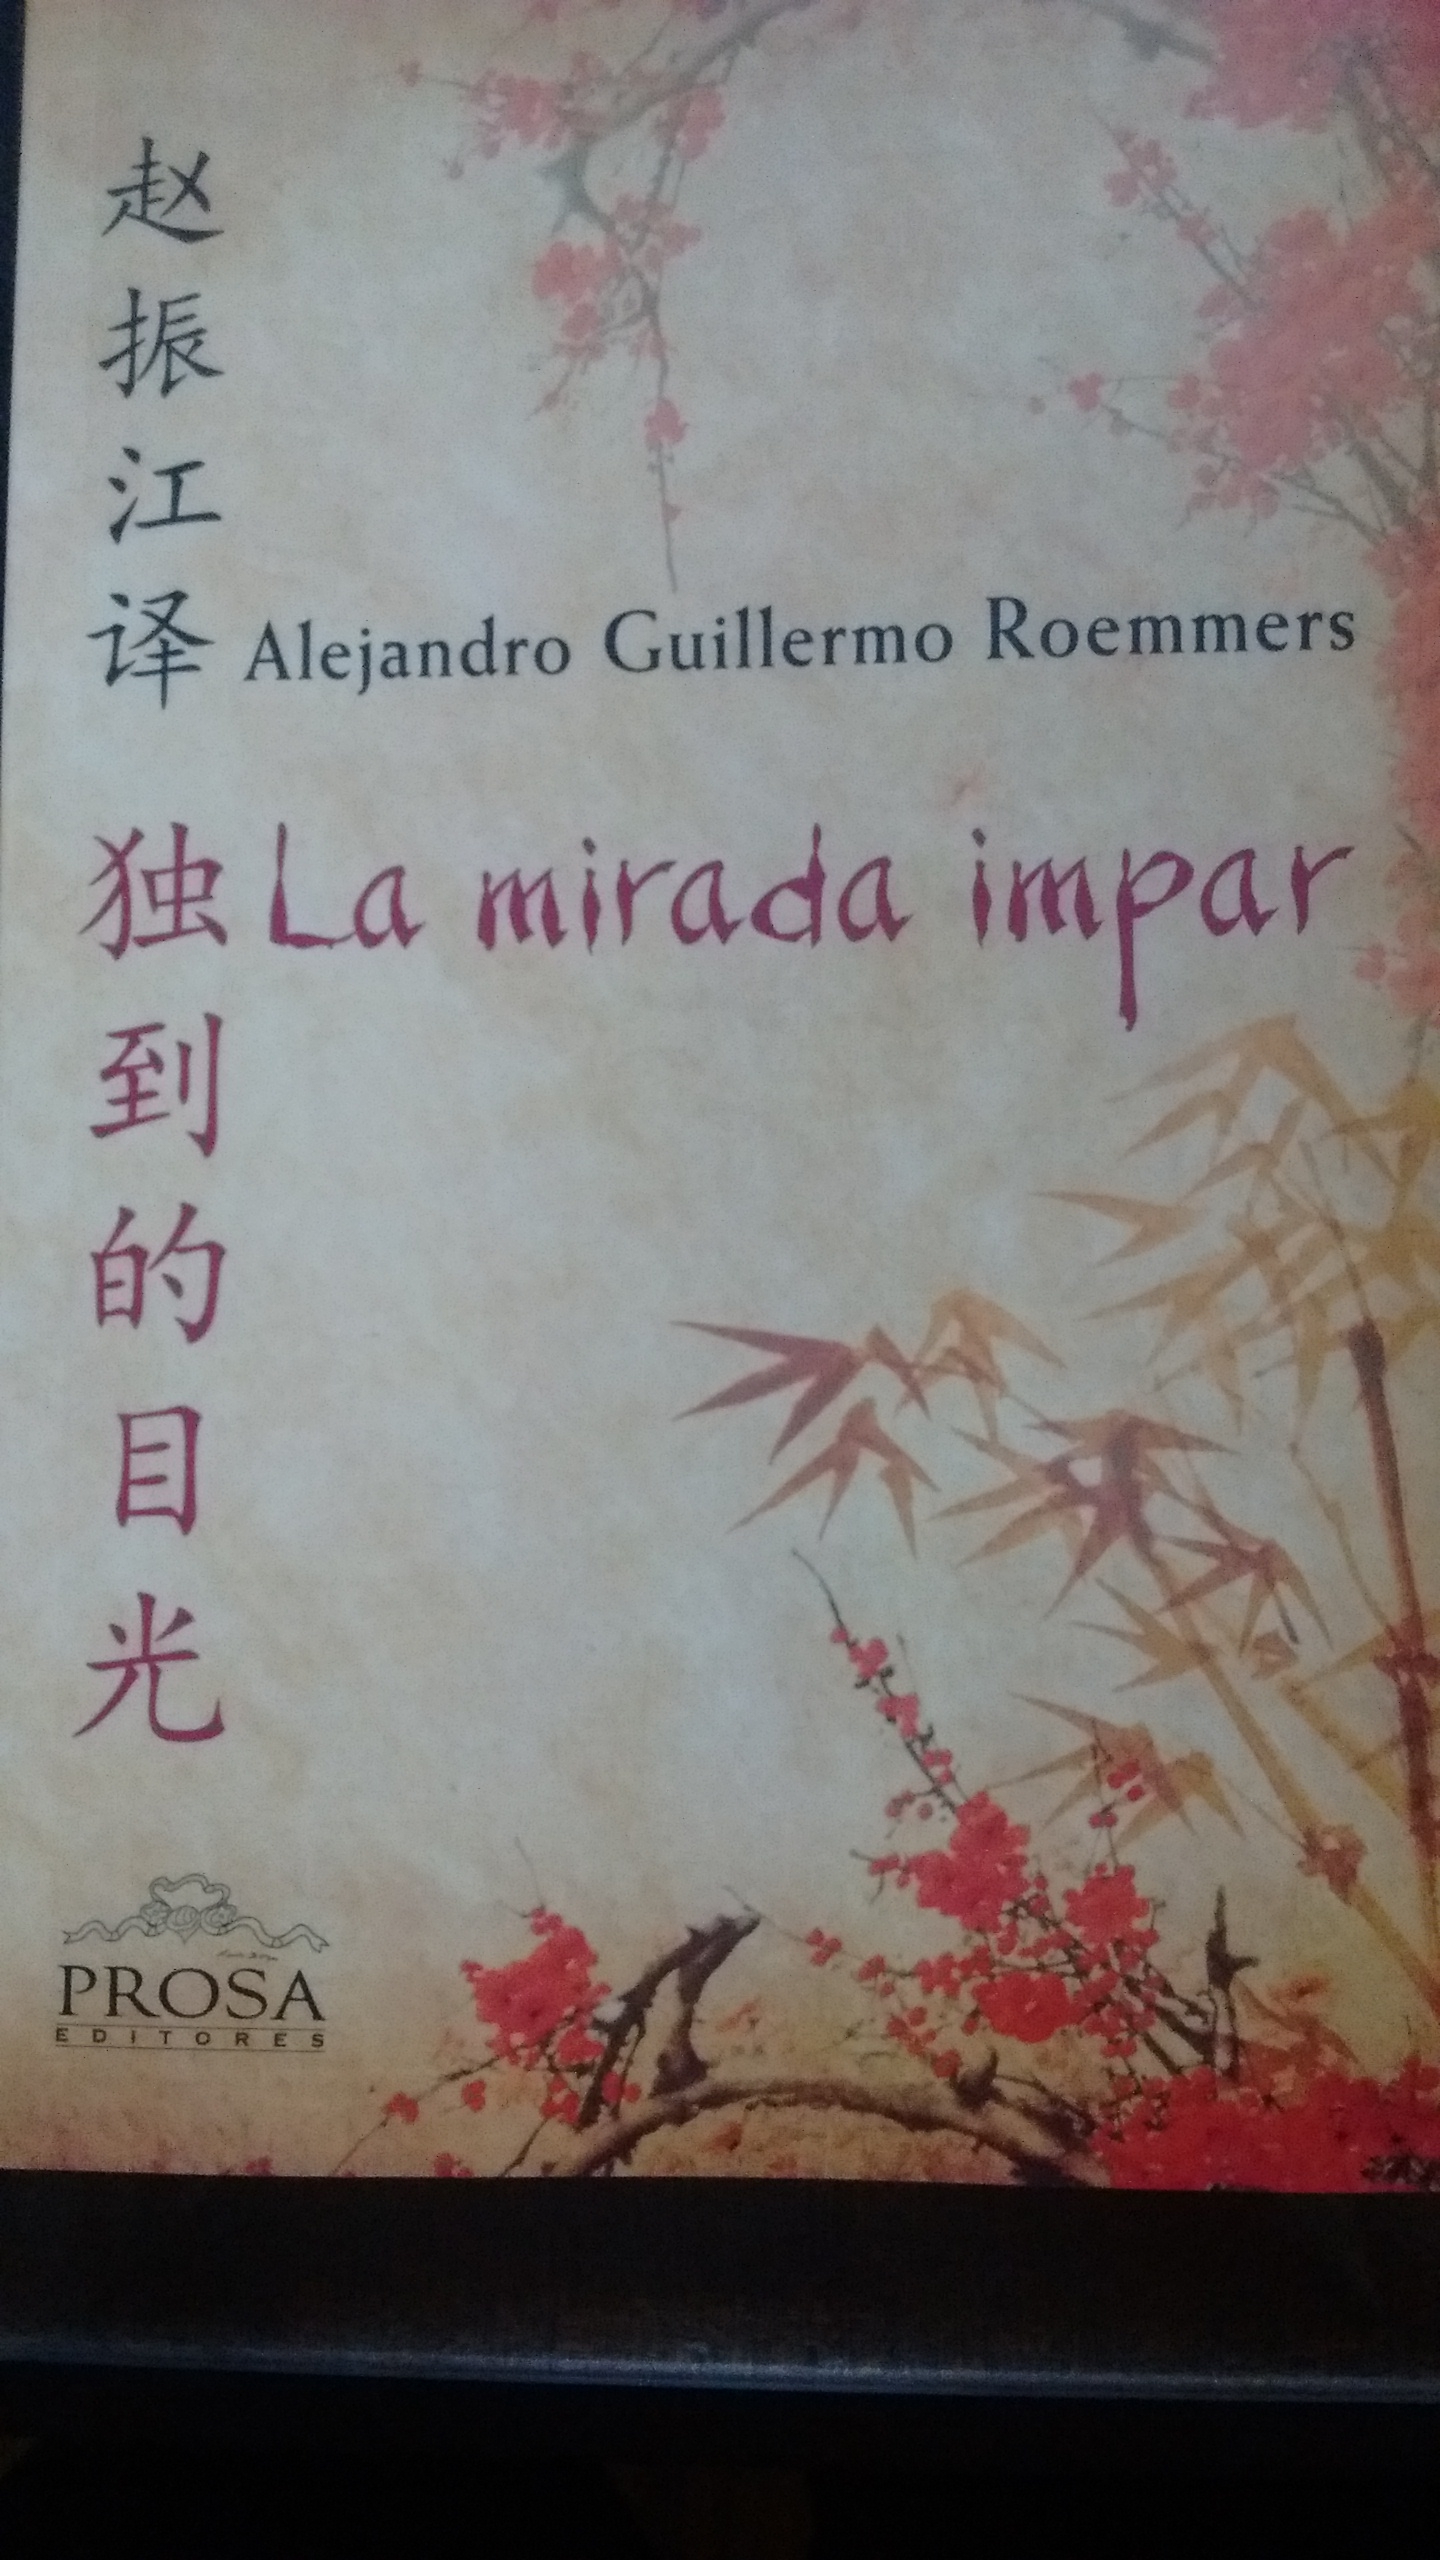 赵振江译
Alejandro Guillermo Roemmers
独到的目光
La mirada impar
PROSA
EDITORES